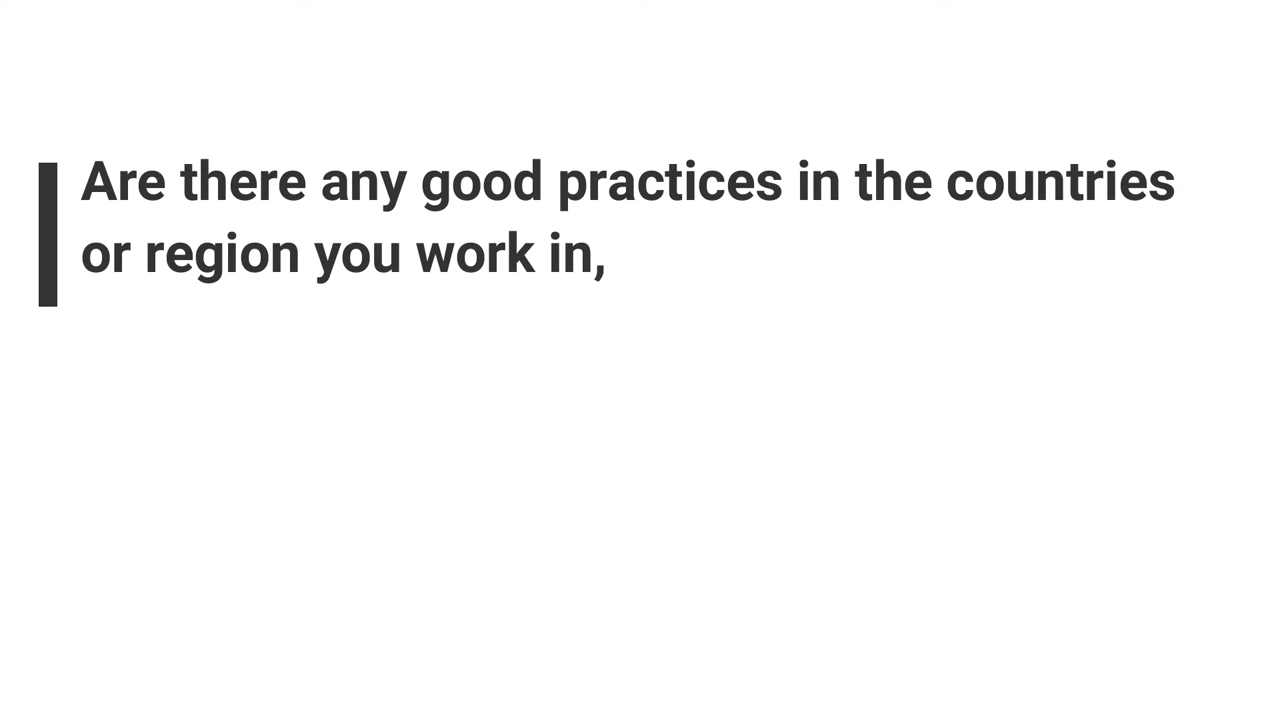 Are there any good practices in the countries
or region you work in,